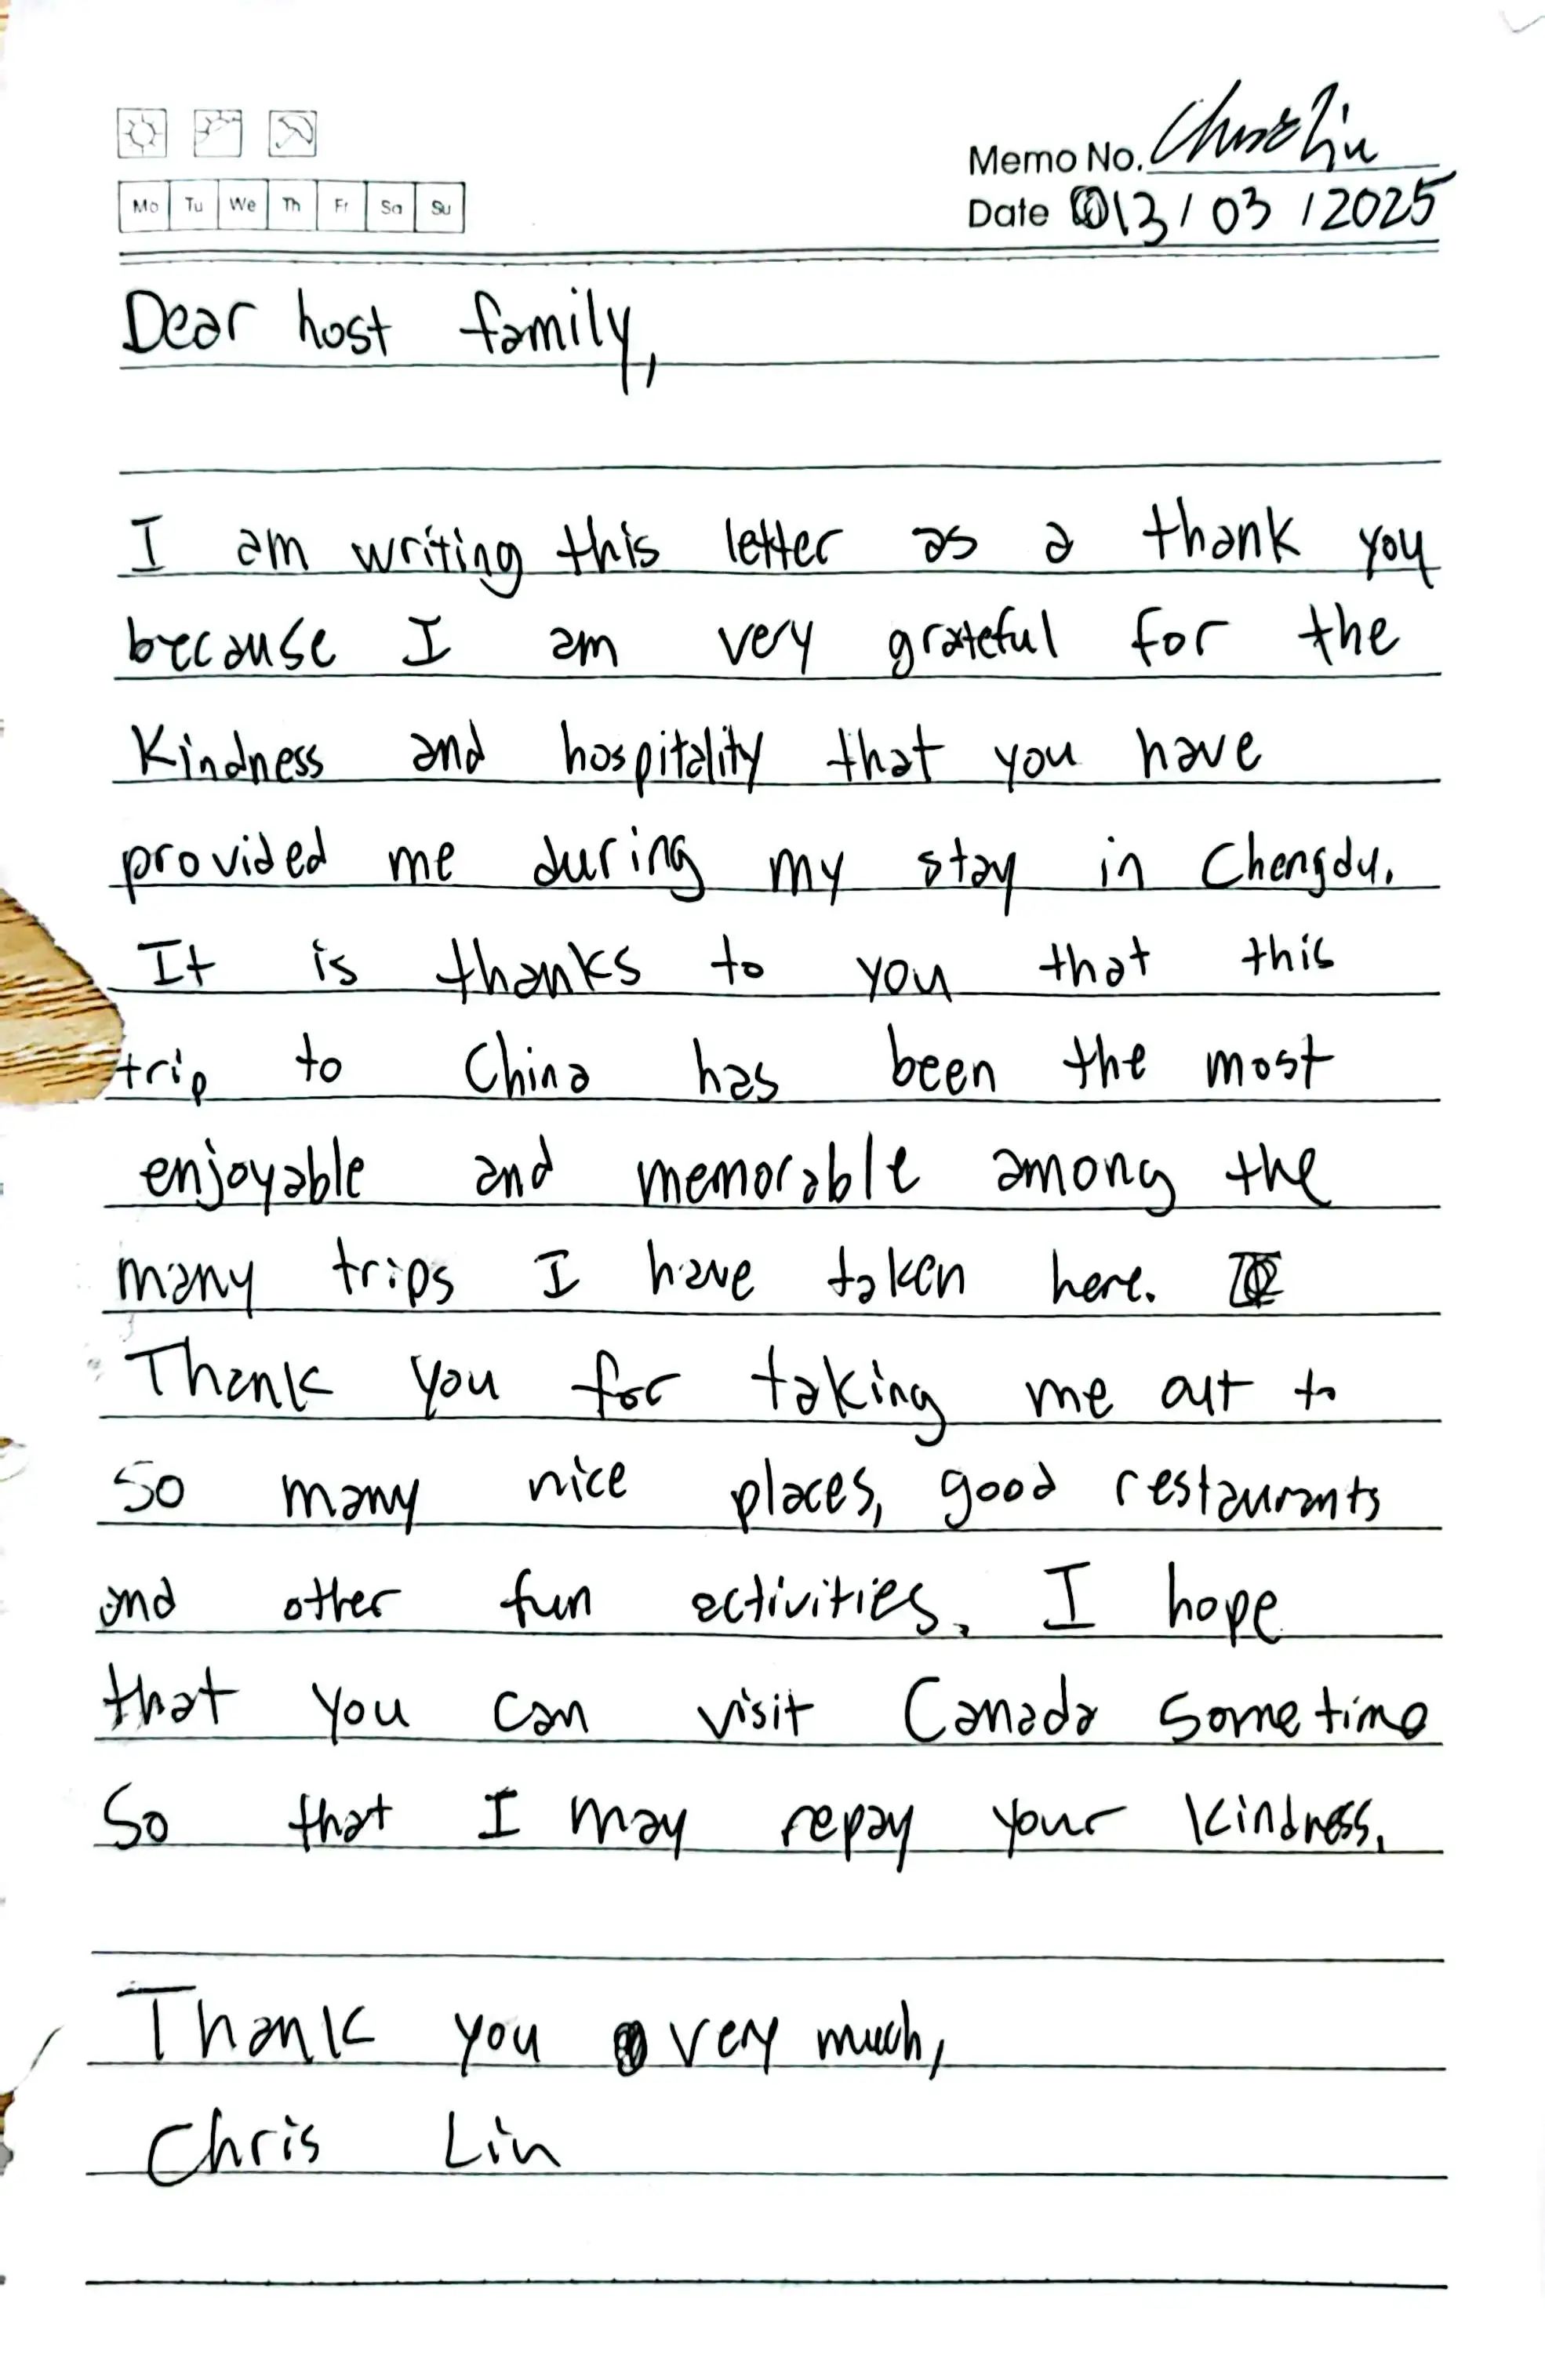 Memo No. Chris Lin
Mo Tu We Th Fr Sa Su
Date 13/03/2025
Dear host family,
I am writing this letter as a thank you
because I am very grateful for the
Kindness and hospitality that you have
provided me during my stay in Chengdu.
It is thanks to you that this
trip to China has been the most
enjoyable and memorable among the
many trips I have taken here.
Thank you for taking me out to
so many nice places, good restaurants
and other fun activities. I hope
that you can visit Canada sometime
So that I may repay your kindness.
Thank you very much,
Chris Lin